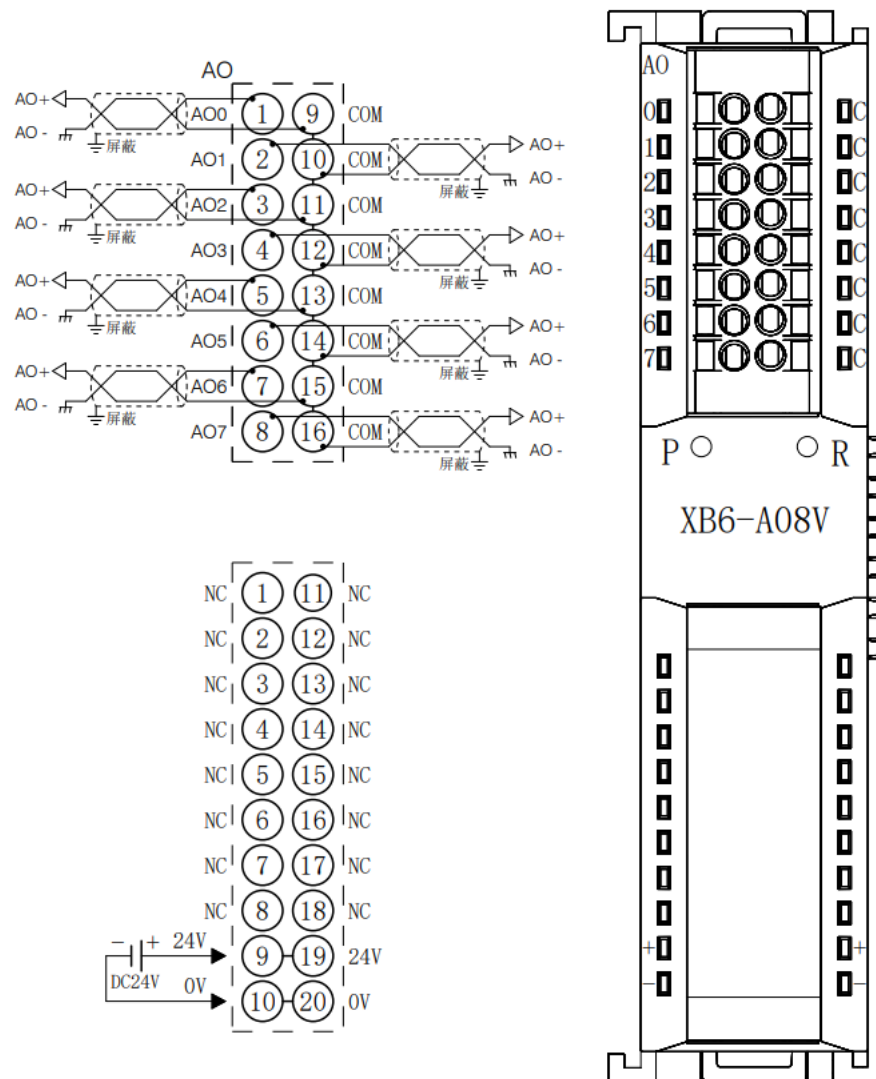 AO
AO+ AO0 1 9 COM
AO - 屏蔽
AO1 2 10 COM AO+
屏蔽 AO -
AO+ AO2 3 11 COM
AO - 屏蔽
AO3 4 12 COM AO+
屏蔽 AO -
AO+ AO4 5 13 COM
AO - 屏蔽
AO5 6 14 COM AO+
屏蔽 AO -
AO+ AO6 7 15 COM
AO - 屏蔽
AO7 8 16 COM AO+
屏蔽 AO -
NC 1 11 NC
NC 2 12 NC
NC 3 13 NC
NC 4 14 NC
NC 5 15 NC
NC 6 16 NC
NC 7 17 NC
NC 8 18 NC
- + 24V 9 19 24V
DC24V 0V 10 20 0V
AO
0 C
1 C
2 C
3 C
4 C
5 C
6 C
7 C
P R
XB6-A08V
+ +
- -